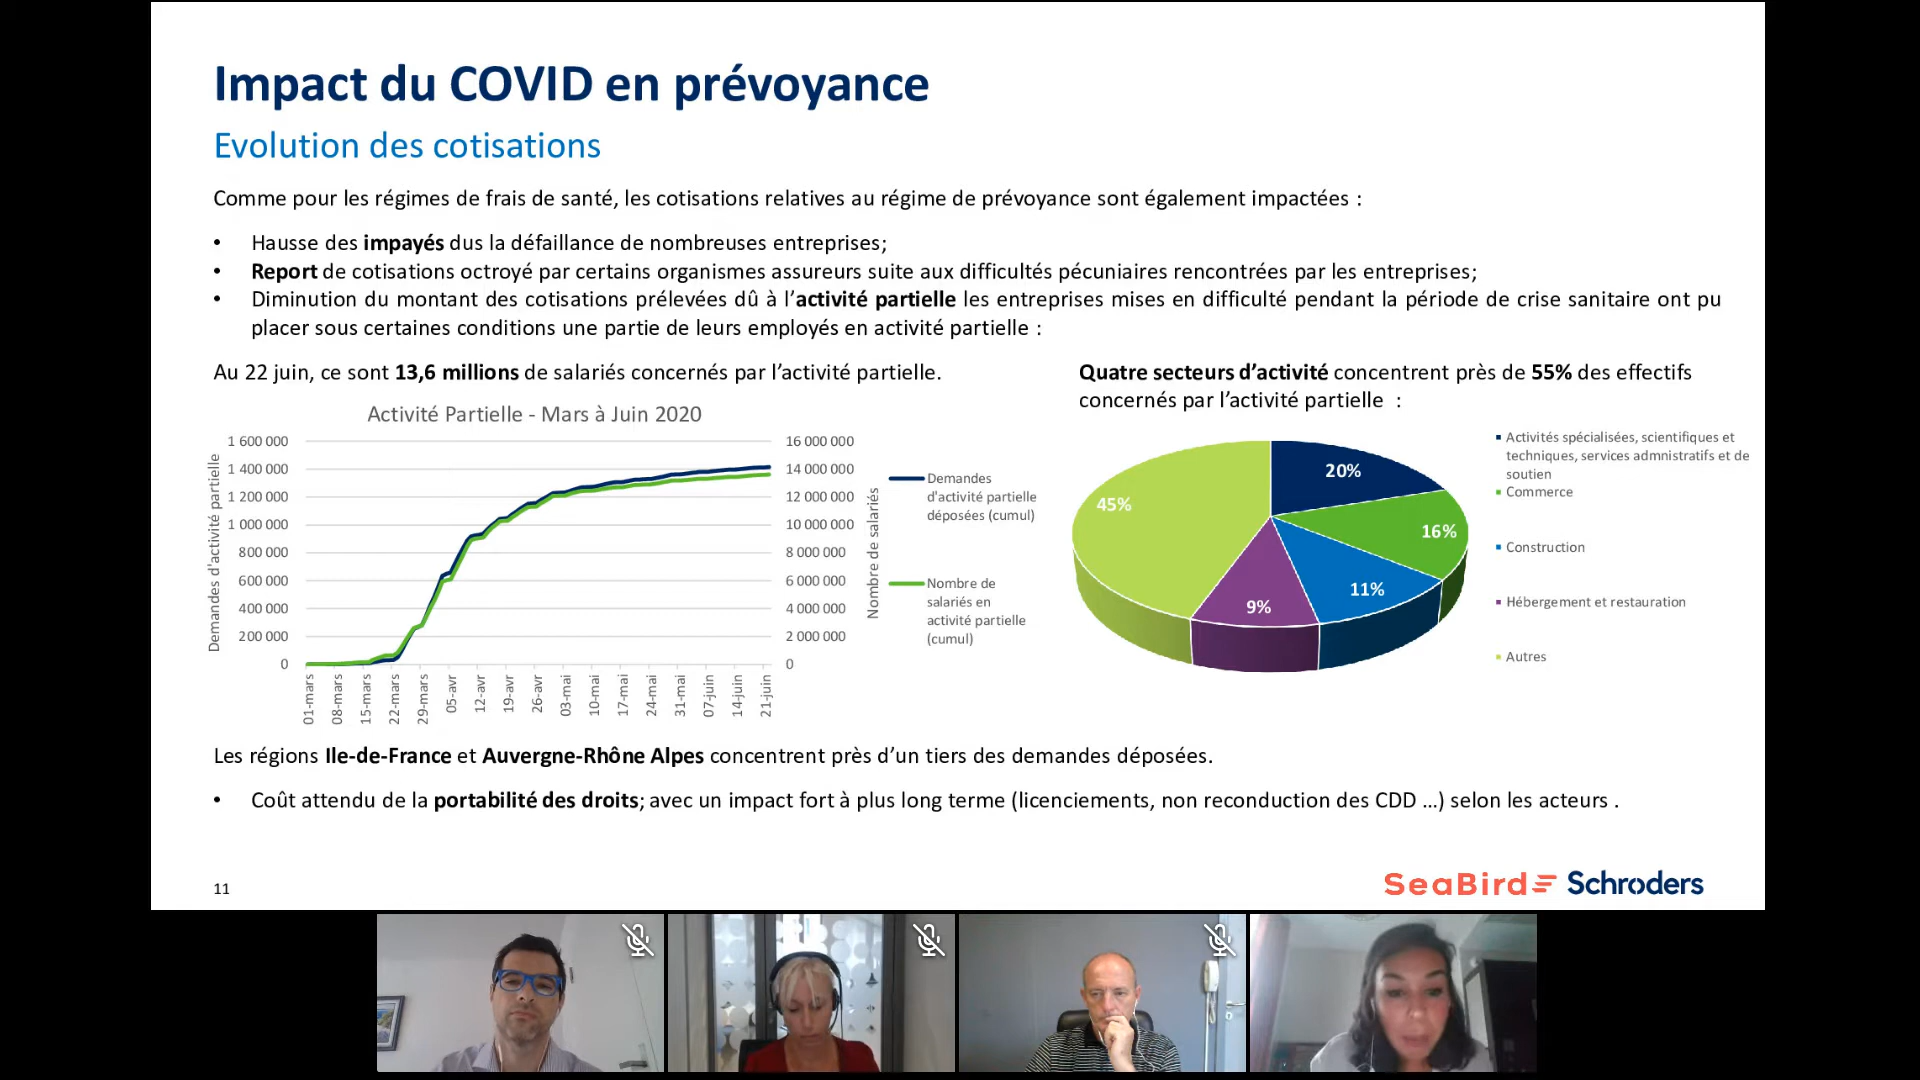 Impact du COVID en prévoyance
Evolution des cotisations
Comme pour les régimes de frais de santé, les cotisations relatives au régime de prévoyance sont également impactées :
• Hausse des impayés dus la défaillance de nombreuses entreprises;
• Report de cotisations octroyé par certains organismes assureurs suite aux difficultés pécuniaires rencontrées par les entreprises;
• Diminution du montant des cotisations prélevées dû à l’activité partielle les entreprises mises en difficulté pendant la période de crise sanitaire ont pu
placer sous certaines conditions une partie de leurs employés en activité partielle :
Au 22 juin, ce sont 13,6 millions de salariés concernés par l’activité partielle.
Activité Partielle - Mars à Juin 2020
Demandes d'activité partielle
1 600 000
1 400 000
1 200 000
1 000 000
800 000
600 000
400 000
200 000
0
16 000 000
14 000 000
12 000 000
10 000 000
8 000 000
6 000 000
4 000 000
2 000 000
0
Nombre de salariés
01-mars
08-mars
15-mars
22-mars
29-mars
05-avr
12-avr
19-avr
26-avr
03-mai
10-mai
17-mai
24-mai
31-mai
07-juin
14-juin
21-juin
Demandes
d'activité partielle
déposées (cumul)
Nombre de
salariés en
activité partielle
(cumul)
Quatre secteurs d’activité concentrent près de 55% des effectifs
concernés par l’activité partielle :
20%
16%
11%
9%
45%
Activités spécialisées, scientifiques et
techniques, services admnistratifs et de
soutien
Commerce
Construction
Hébergement et restauration
Autres
Les régions Ile-de-France et Auvergne-Rhône Alpes concentrent près d’un tiers des demandes déposées.
• Coût attendu de la portabilité des droits; avec un impact fort à plus long terme (licenciements, non reconduction des CDD ...) selon les acteurs .
11
SeaBird Schroders